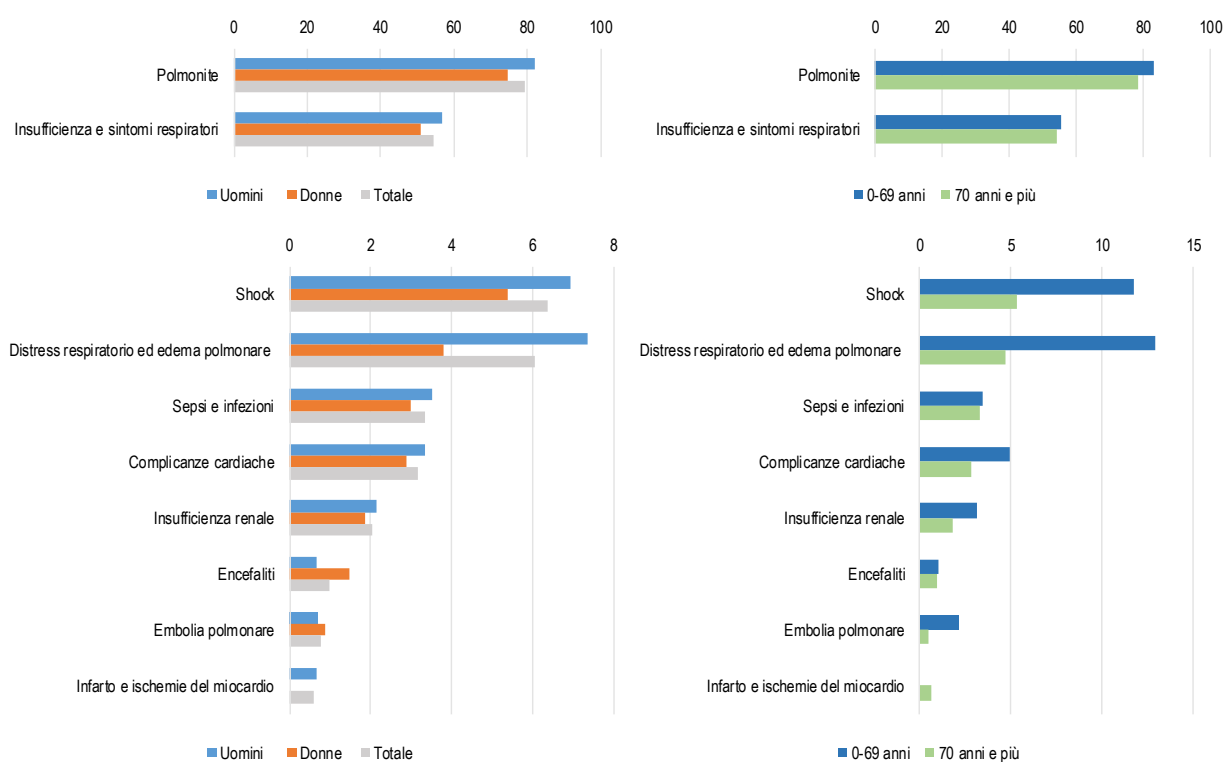 0 20 40 60 80 100
Polmonite
Insufficienza e sintomi respiratori
Uomini Donne Totale
0 20 40 60 80 100
Polmonite
Insufficienza e sintomi respiratori
0-69 anni 70 anni e più
0 2 4 6 8
Shock
Distress respiratorio ed edema polmonare
Sepsi e infezioni
Complicanze cardiache
Insufficienza renale
Encefaliti
Embolia polmonare
Infarto e ischemie del miocardio
Uomini Donne Totale
0 5 10 15
Shock
Distress respiratorio ed edema polmonare
Sepsi e infezioni
Complicanze cardiache
Insufficienza renale
Encefaliti
Embolia polmonare
Infarto e ischemie del miocardio
0-69 anni 70 anni e più